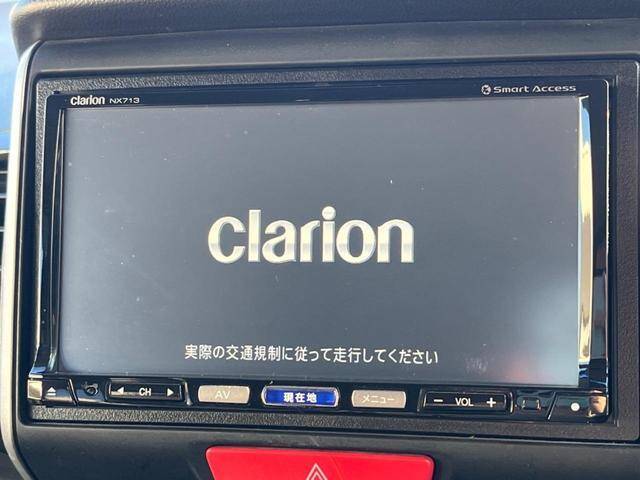 clarion NX713
Smart Access
clarion
実際の交通規制に従って走行してください
CH AV 現在地 メニュー - VOL +